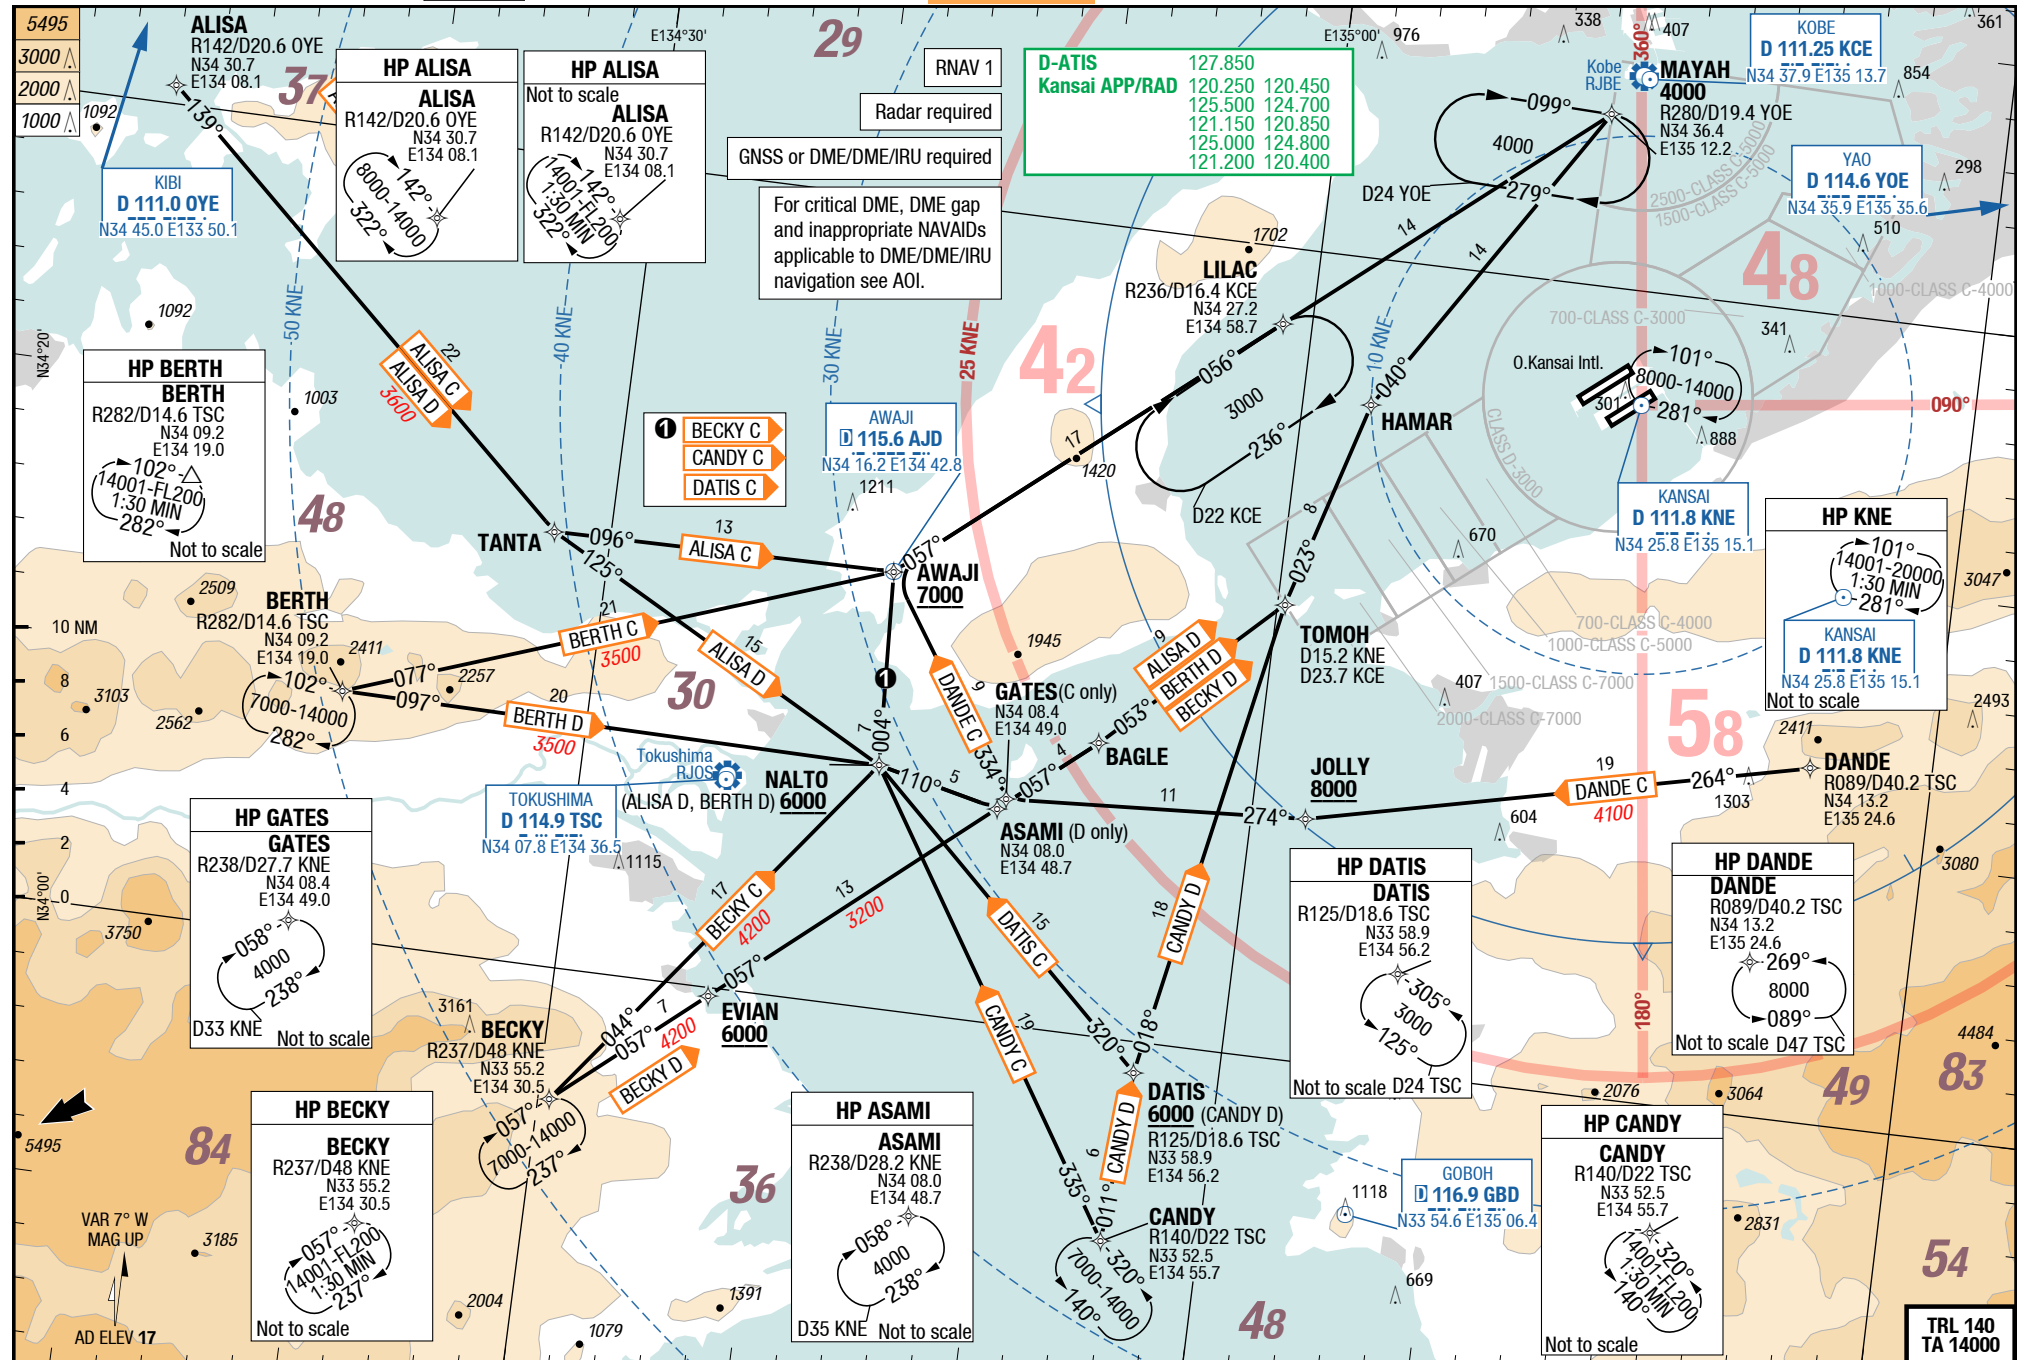 5495
3000
2000
1000
ALISA
R142/D20.6 OYE
N34 30.7
E134 08.1
139°
1092
37
HP ALISA
ALISA
R142/D20.6 OYE
N34 30.7
E134 08.1
142°
8000-14000
322°
HP ALISA
Not to scale
ALISA
R142/D20.6 OYE
N34 30.7
E134 08.1
142°
14001-FL200
1:30 MIN
322°
E134°30'
29
RNAV 1
Radar required
GNSS or DME/DME/IRU required
For critical DME, DME gap
and inappropriate NAVAIDs
applicable to DME/DME/IRU
navigation see AOI.
D-ATIS 127.850
Kansai APP/RAD 120.250 120.450
125.500 124.700
121.150 120.850
125.000 124.800
121.200 120.400
E135°00'
976
338
407
361
854
298
510
360°
Kobe
RJBE
MAYAH
4000
R280/D19.4 YOE
N34 36.4
E135 12.2
KOBE
D 111.25 KCE
N34 37.9 E135 13.7
YAO
D 114.6 YOE
N34 35.9 E135 35.6
099°
4000
279°
D24 YOE
2500-CLASS C-5000
1500-CLASS C-5000
48
1000-CLASS C-4000
700-CLASS C-3000
341
KIBI
D 111.0 OYE
N34 45.0 E133 50.1
1092
N34°20'
50 KNE
40 KNE
30 KNE
25 KNE
10 KNE
42
1702
LILAC
R236/D16.4 KCE
N34 27.2
E134 58.7
14
14
056°
3000
236°
D22 KCE
040°
HAMAR
O.Kansai Intl.
301
101°
8000-14000
281°
888
090°
CLASS D-3000
KANSAI
D 111.8 KNE
N34 25.8 E135 15.1
HP BERTH
BERTH
R282/D14.6 TSC
N34 09.2
E134 19.0
102°
14001-FL200
1:30 MIN
282°
Not to scale
1003
22
ALISA C
ALISA D
3600
48
1
BECKY C
CANDY C
DATIS C
AWAJI
D 115.6 AJD
N34 16.2 E134 42.8
1211
17
1420
TANTA
096°
13
ALISA C
125°
057°
AWAJI
7000
8
023°
670
HP KNE
101°
14001-20000
1:30 MIN
281°
KANSAI
D 111.8 KNE
N34 25.8 E135 15.1
Not to scale
3047
2493
2509
BERTH
R282/D14.6 TSC
N34 09.2
E134 19.0
2411
2257
3103
2562
102°
7000-14000
282°
077°
097°
21
BERTH C
3500
20
BERTH D
3500
15
ALISA D
30
1
7
004°
10 NM
8
6
4
2
0
N34°00'
1945
9
DANDE C
334°
GATES (C only)
N34 08.4
E134 49.0
9
ALISA D
BERTH D
BECKY D
053°
BAGLE
4
057°
TOMOH
D15.2 KNE
D23.7 KCE
700-CLASS C-4000
1000-CLASS C-5000
1500-CLASS C-7000
2000-CLASS C-7000
407
58
2411
DANDE
R089/D40.2 TSC
N34 13.2
E135 24.6
19
DANDE C
4100
264°
1303
604
3080
JOLLY
8000
11
274°
Tokushima
RJOS
NALTO
(ALISA D, BERTH D) 6000
TOKUSHIMA
D 114.9 TSC
N34 07.8 E134 36.5
1115
110°
5
ASAMI (D only)
N34 08.0
E134 48.7
HP GATES
GATES
R238/D27.7 KNE
N34 08.4
E134 49.0
058°
4000
238°
D33 KNE
Not to scale
3750
17
BECKY C
4200
13
3200
15
DATIS C
320°
18
CANDY D
018°
HP DATIS
DATIS
R125/D18.6 TSC
N33 58.9
E134 56.2
305°
3000
125°
Not to scale D24 TSC
HP DANDE
DANDE
R089/D40.2 TSC
N34 13.2
E135 24.6
269°
8000
089°
Not to scale D47 TSC
180°
4484
83
49
2076
3064
3161
BECKY
R237/D48 KNE
N33 55.2
E134 30.5
044°
057°
7
4200
BECKY D
057°
EVIAN
6000
057°
7000-14000
237°
19
CANDY C
335°
DATIS
6000 (CANDY D)
R125/D18.6 TSC
N33 58.9
E134 56.2
6
CANDY D
011°
CANDY
R140/D22 TSC
N33 52.5
E134 55.7
320°
7000-14000
140°
5495
84
HP BECKY
BECKY
R237/D48 KNE
N33 55.2
E134 30.5
057°
14001-FL200
1:30 MIN
237°
Not to scale
36
HP ASAMI
ASAMI
R238/D28.2 KNE
N34 08.0
E134 48.7
058°
4000
238°
D35 KNE Not to scale
GOBOH
D 116.9 GBD
N33 54.6 E135 06.4
1118
669
HP CANDY
CANDY
R140/D22 TSC
N33 52.5
E134 55.7
320°
14001-FL200
1:30 MIN
140°
Not to scale
2831
54
VAR 7° W
MAG UP
3185
AD ELEV 17
2004
1079
1391
48
TRL 140
TA 14000